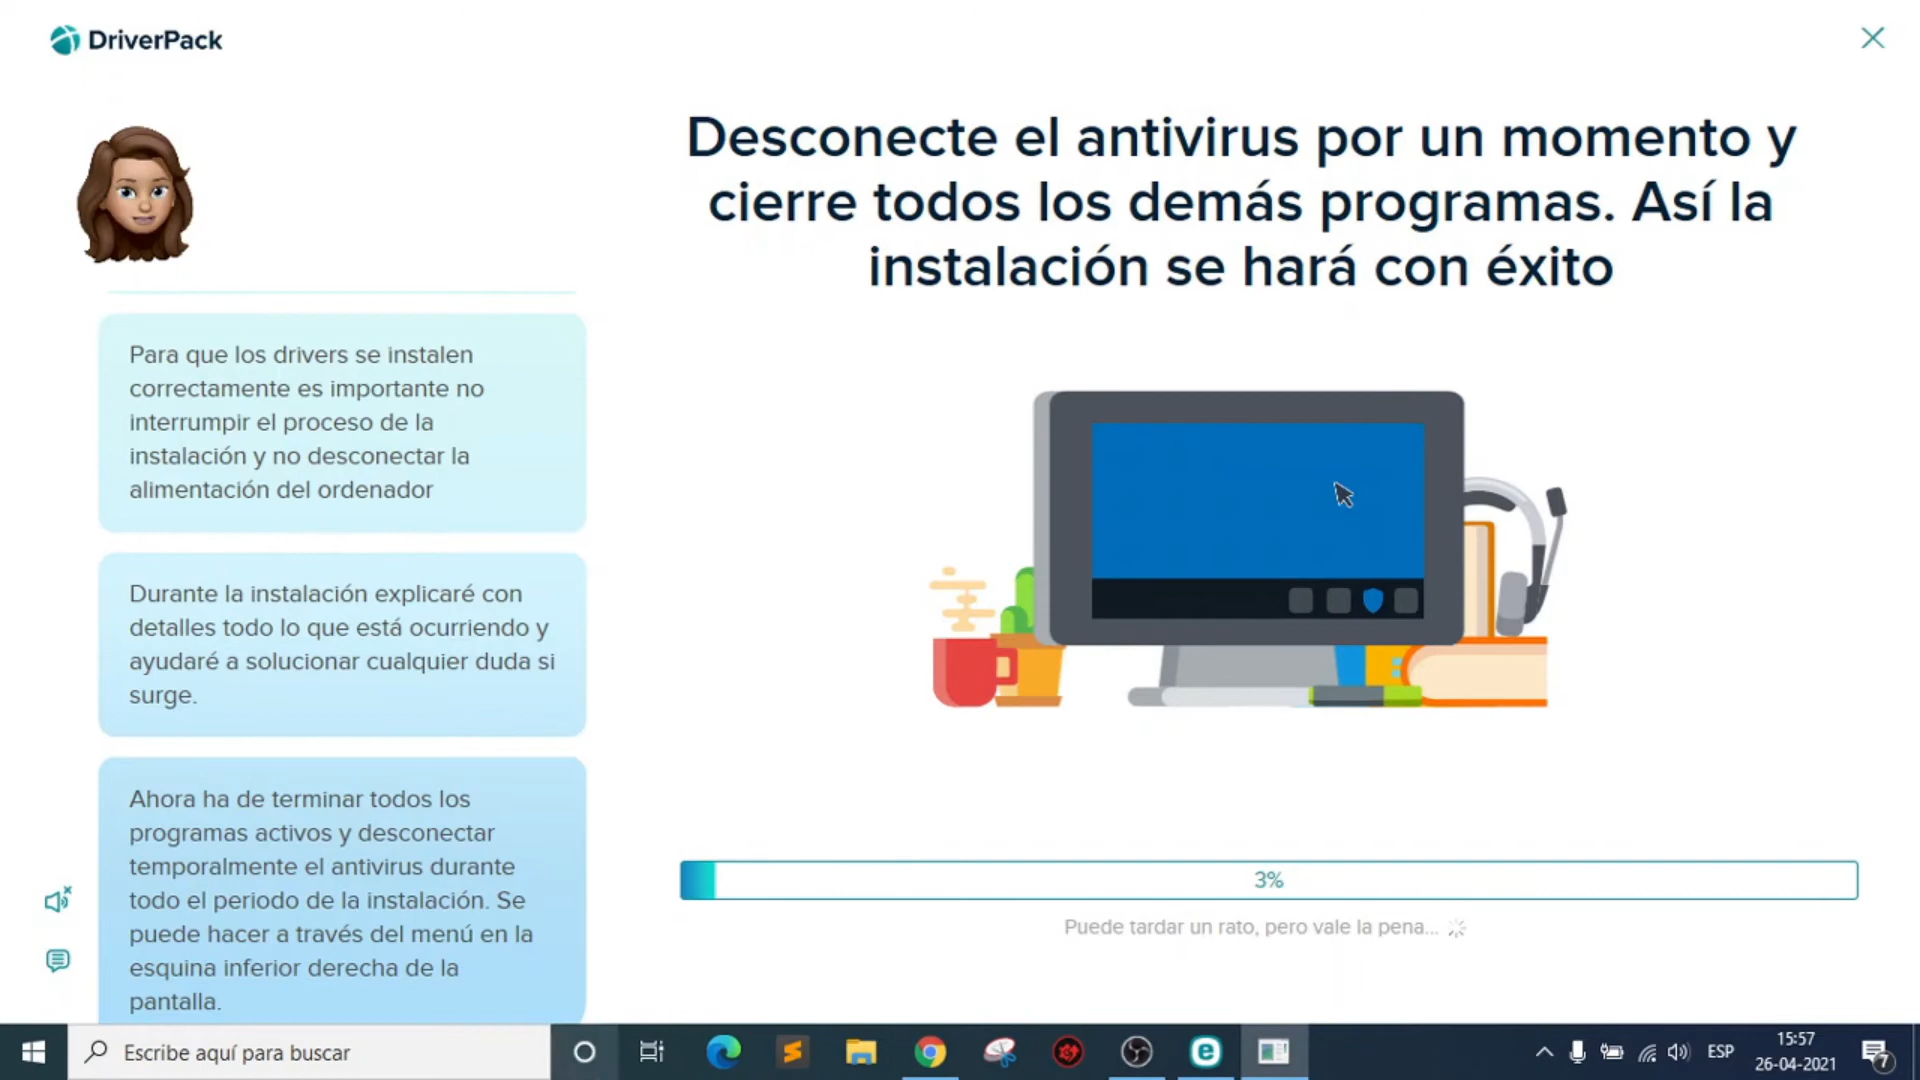 DriverPack
Desconecte el antivirus por un momento y
cierre todos los demás programas. Así la
instalación se hará con éxito
Para que los drivers se instalen
correctamente es importante no
interrumpir el proceso de la
instalación y no desconectar la
alimentación del ordenador
Durante la instalación explicaré con
detalles todo lo que está ocurriendo y
ayudaré a solucionar cualquier duda si
surge.
Ahora ha de terminar todos los
programas activos y desconectar
temporalmente el antivirus durante
todo el periodo de la instalación. Se
puede hacer a través del menú en la
esquina inferior derecha de la
pantalla.
3%
Puede tardar un rato, pero vale la pena...
Escribe aquí para buscar
ESP
15:57
26-04-2021
7